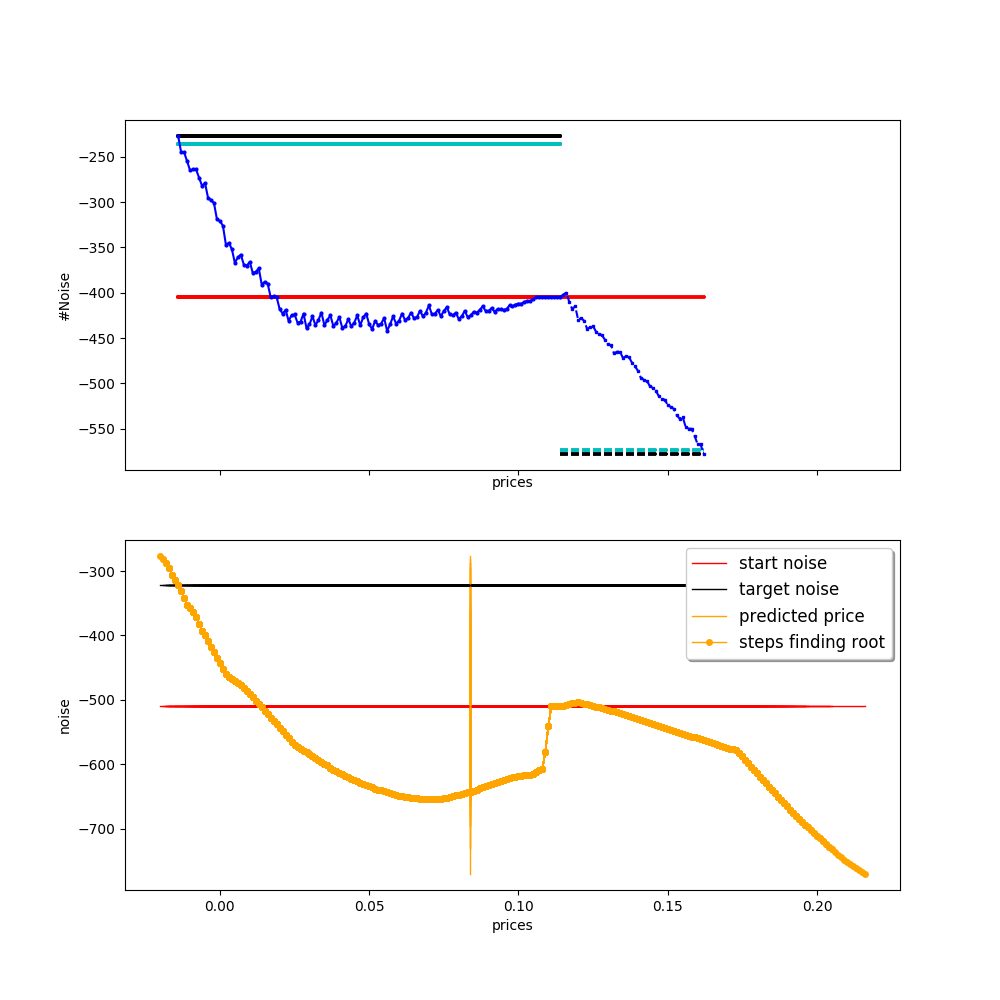 −250
−300
−350
−400
−450
−500
−550
#Noise
prices
−300
−400
−500
−600
−700
noise
start noise
target noise
predicted price
steps finding root
0.00 0.05 0.10 0.15 0.20
prices